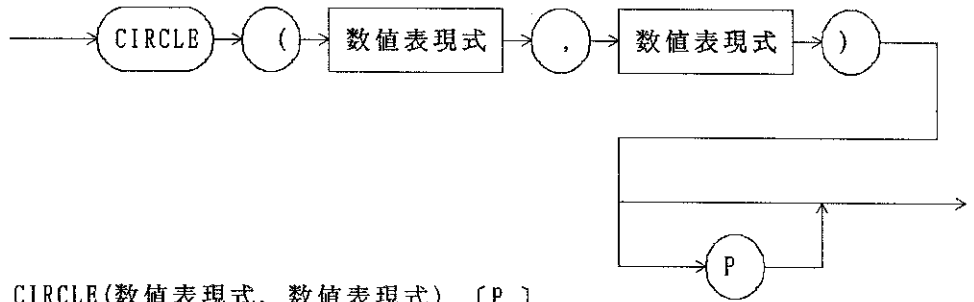 CIRCLE ( 数値表現式 , 数値表現式 )
P
CIRCLE(数値表現式, 数値表現式) 〔P 〕